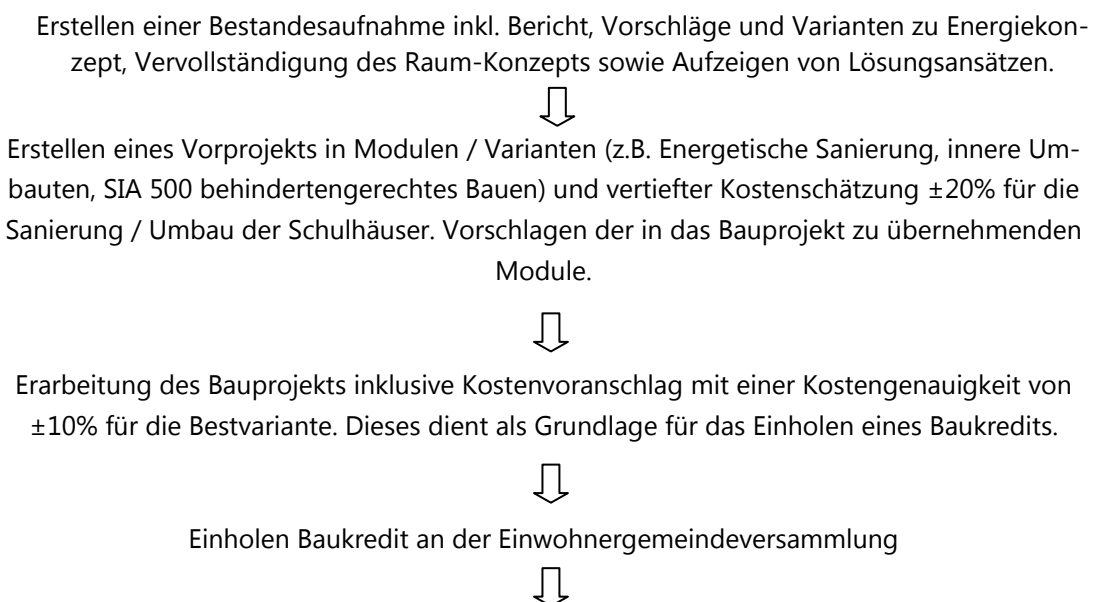 Erstellen einer Bestandesaufnahme inkl. Bericht, Vorschläge und Varianten zu Energiekon-
zept, Vervollständigung des Raum-Konzepts sowie Aufzeigen von Lösungsansätzen.
Erstellen eines Vorprojekts in Modulen / Varianten (z.B. Energetische Sanierung, innere Um-
bauten, SIA 500 behindertengerechtes Bauen) und vertiefter Kostenschätzung ±20% für die
Sanierung / Umbau der Schulhäuser. Vorschlagen der in das Bauprojekt zu übernehmenden
Module.
Erarbeitung des Bauprojekts inklusive Kostenvoranschlag mit einer Kostengenauigkeit von
±10% für die Bestvariante. Dieses dient als Grundlage für das Einholen eines Baukredits.
Einholen Baukredit an der Einwohnergemeindeversammlung